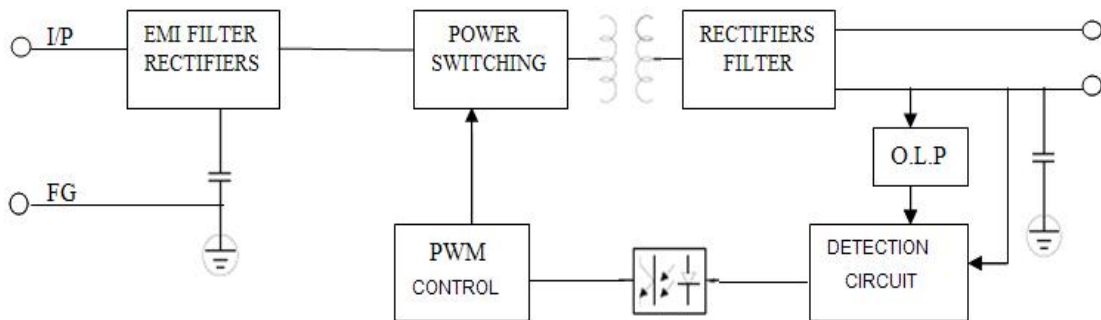 I/P
EMI FILTER
RECTIFIERS
POWER
SWITCHING
RECTIFIERS
FILTER
O.L.P
FG
PWM
CONTROL
DETECTION
CIRCUIT